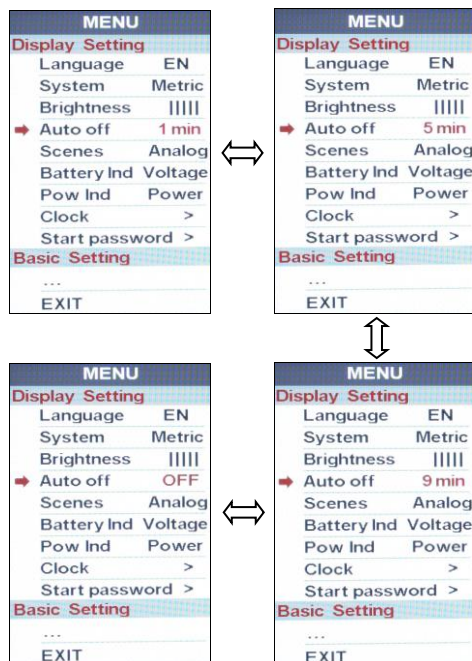 MENU
Display Setting
Language EN
System Metric
Brightness |||||
Auto off 1 min
Scenes Analog
Battery Ind Voltage
Pow Ind Power
Clock >
Start password >
Basic Setting
...
EXIT
MENU
Display Setting
Language EN
System Metric
Brightness |||||
Auto off 5 min
Scenes Analog
Battery Ind Voltage
Pow Ind Power
Clock >
Start password >
Basic Setting
...
EXIT
MENU
Display Setting
Language EN
System Metric
Brightness |||||
Auto off OFF
Scenes Analog
Battery Ind Voltage
Pow Ind Power
Clock >
Start password >
Basic Setting
...
EXIT
MENU
Display Setting
Language EN
System Metric
Brightness |||||
Auto off 9 min
Scenes Analog
Battery Ind Voltage
Pow Ind Power
Clock >
Start password >
Basic Setting
...
EXIT